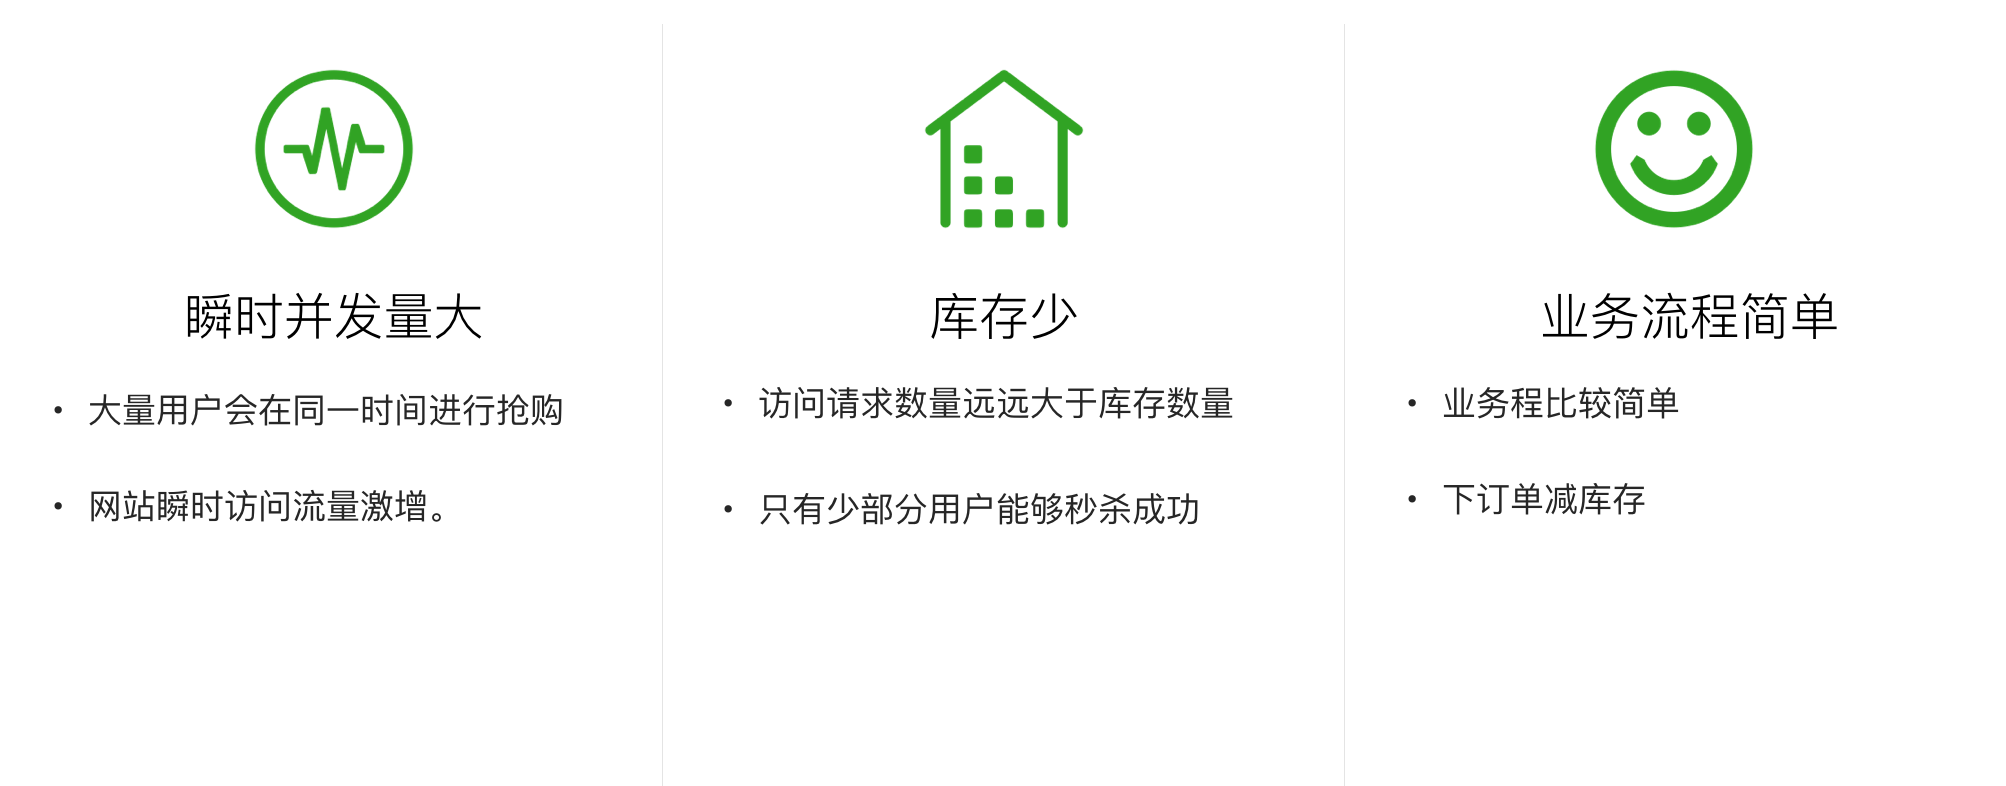 瞬时并发量大
• 大量用户会在同一时间进行抢购
• 网站瞬时访问流量激增。
库存少
• 访问请求数量远远大于库存数量
• 只有少部分用户能够秒杀成功
业务流程简单
• 业务程比较简单
• 下订单减库存